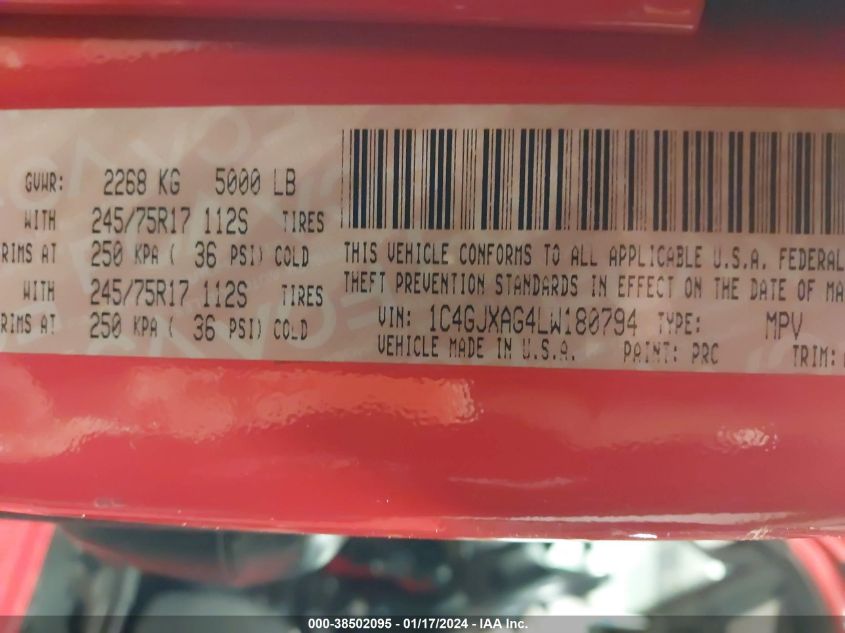 GVWR: 2268 KG 5000 LB
WITH 245/75R17 112S TIRES
RIMS AT 250 KPA ( 36 PSI) COLD
WITH 245/75R17 112S TIRES
RIMS AT 250 KPA ( 36 PSI) COLD
THIS VEHICLE CONFORMS TO ALL APPLICABLE U.S.A. FEDERAL
THEFT PREVENTION STANDARDS IN EFFECT ON THE DATE OF MA
VIN: 1C4GJXAG4LW180794 TYPE: MPV
VEHICLE MADE IN U.S.A. PAINT: PRC TRIM:
000-38502095 - 01/17/2024 - IAA Inc.